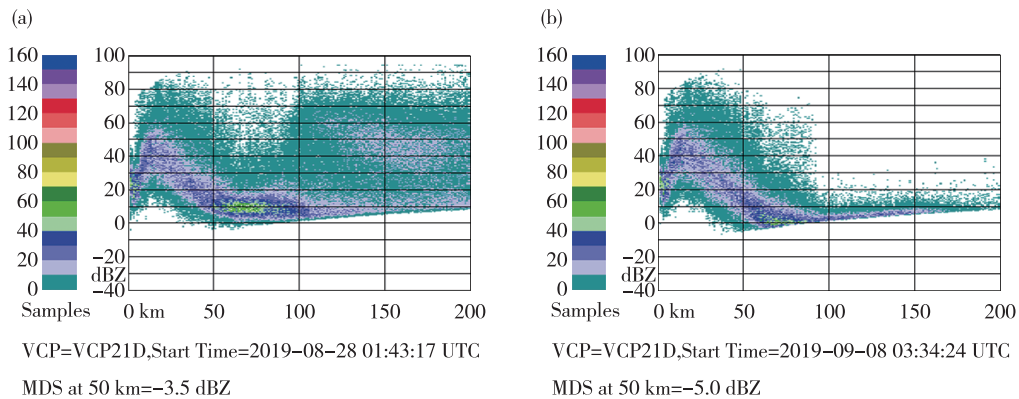 (a)
160
140
120
100
80
60
40
20
0
Samples
100
80
60
40
20
0
−20
dBZ
−40
0 km 50 100 150 200
VCP=VCP21D,Start Time=2019−08−28 01:43:17 UTC
MDS at 50 km=−3.5 dBZ
(b)
160
140
120
100
80
60
40
20
0
Samples
100
80
60
40
20
0
−20
dBZ
−40
0 km 50 100 150 200
VCP=VCP21D,Start Time=2019−09−08 03:34:24 UTC
MDS at 50 km=−5.0 dBZ